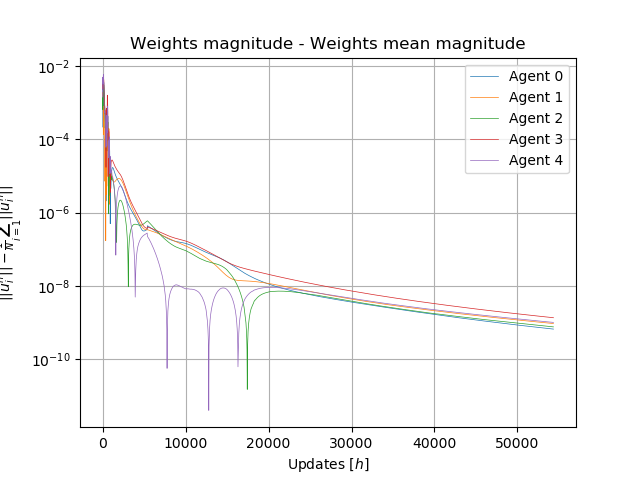 Weights magnitude - Weights mean magnitude
10⁻²
10⁻⁴
10⁻⁶
10⁻⁸
10⁻¹⁰
Agent 0
Agent 1
Agent 2
Agent 3
Agent 4
0
10000
20000
30000
40000
50000
Updates [h]